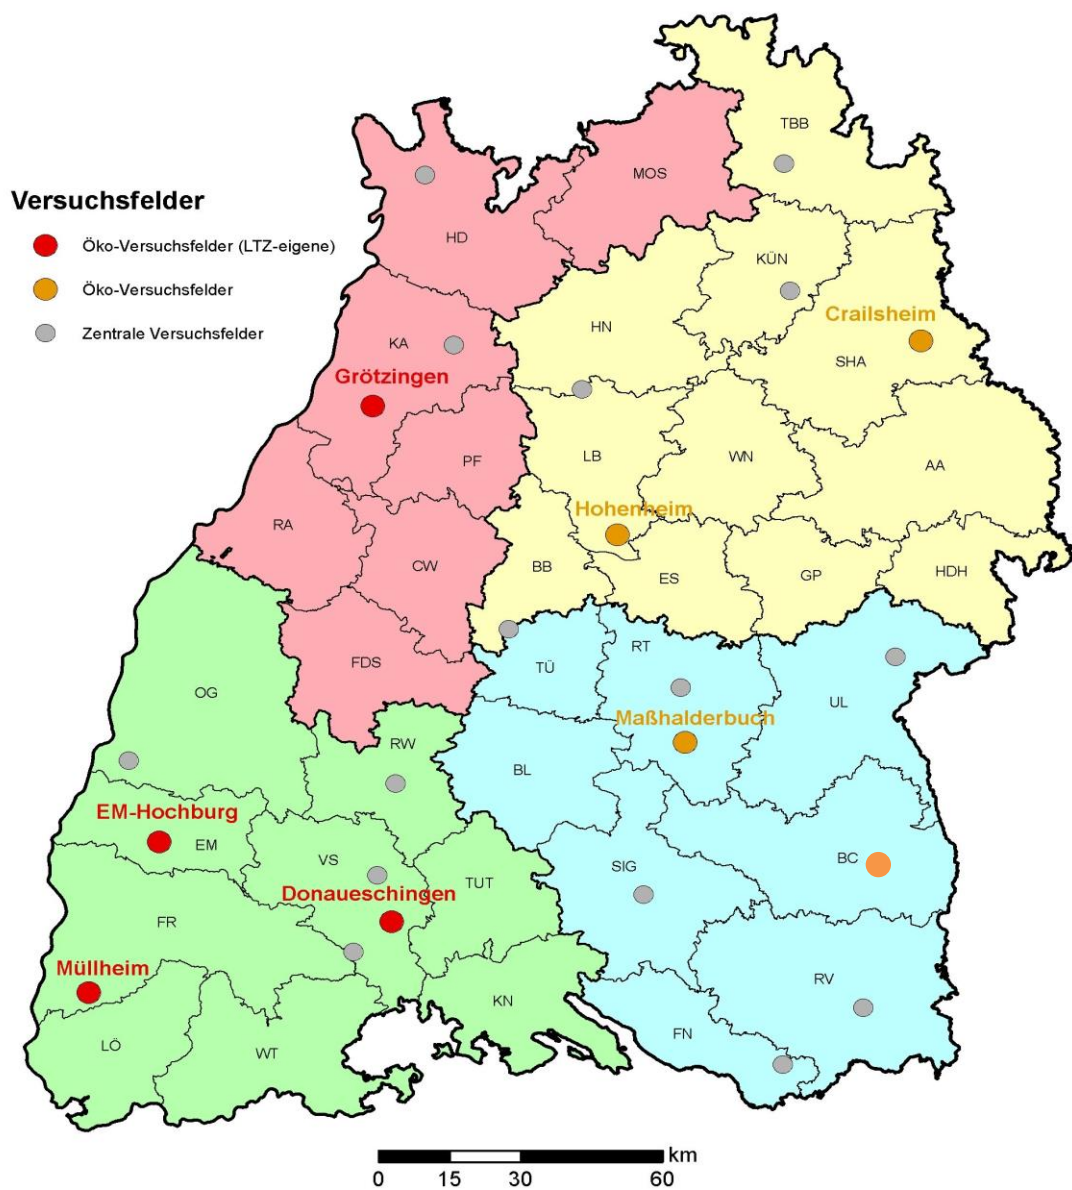 TBB
MOS
Versuchsfelder
Öko-Versuchsfelder (LTZ-eigene)
HD
KÜN
Öko-Versuchsfelder
Crailsheim
Zentrale Versuchsfelder
KA
HN
SHA
Grötzingen
PF
LB
WN
AA
RA
Hohenheim
CW
BB
ES
GP
HDH
FDS
TÜ
RT
OG
UL
Maßhalderbuch
RW
BL
EM-Hochburg
EM
VS
BC
SIG
TUT
Donaueschingen
FR
Müllheim
RV
KN
FN
LÖ
WT
km
0 15 30 60